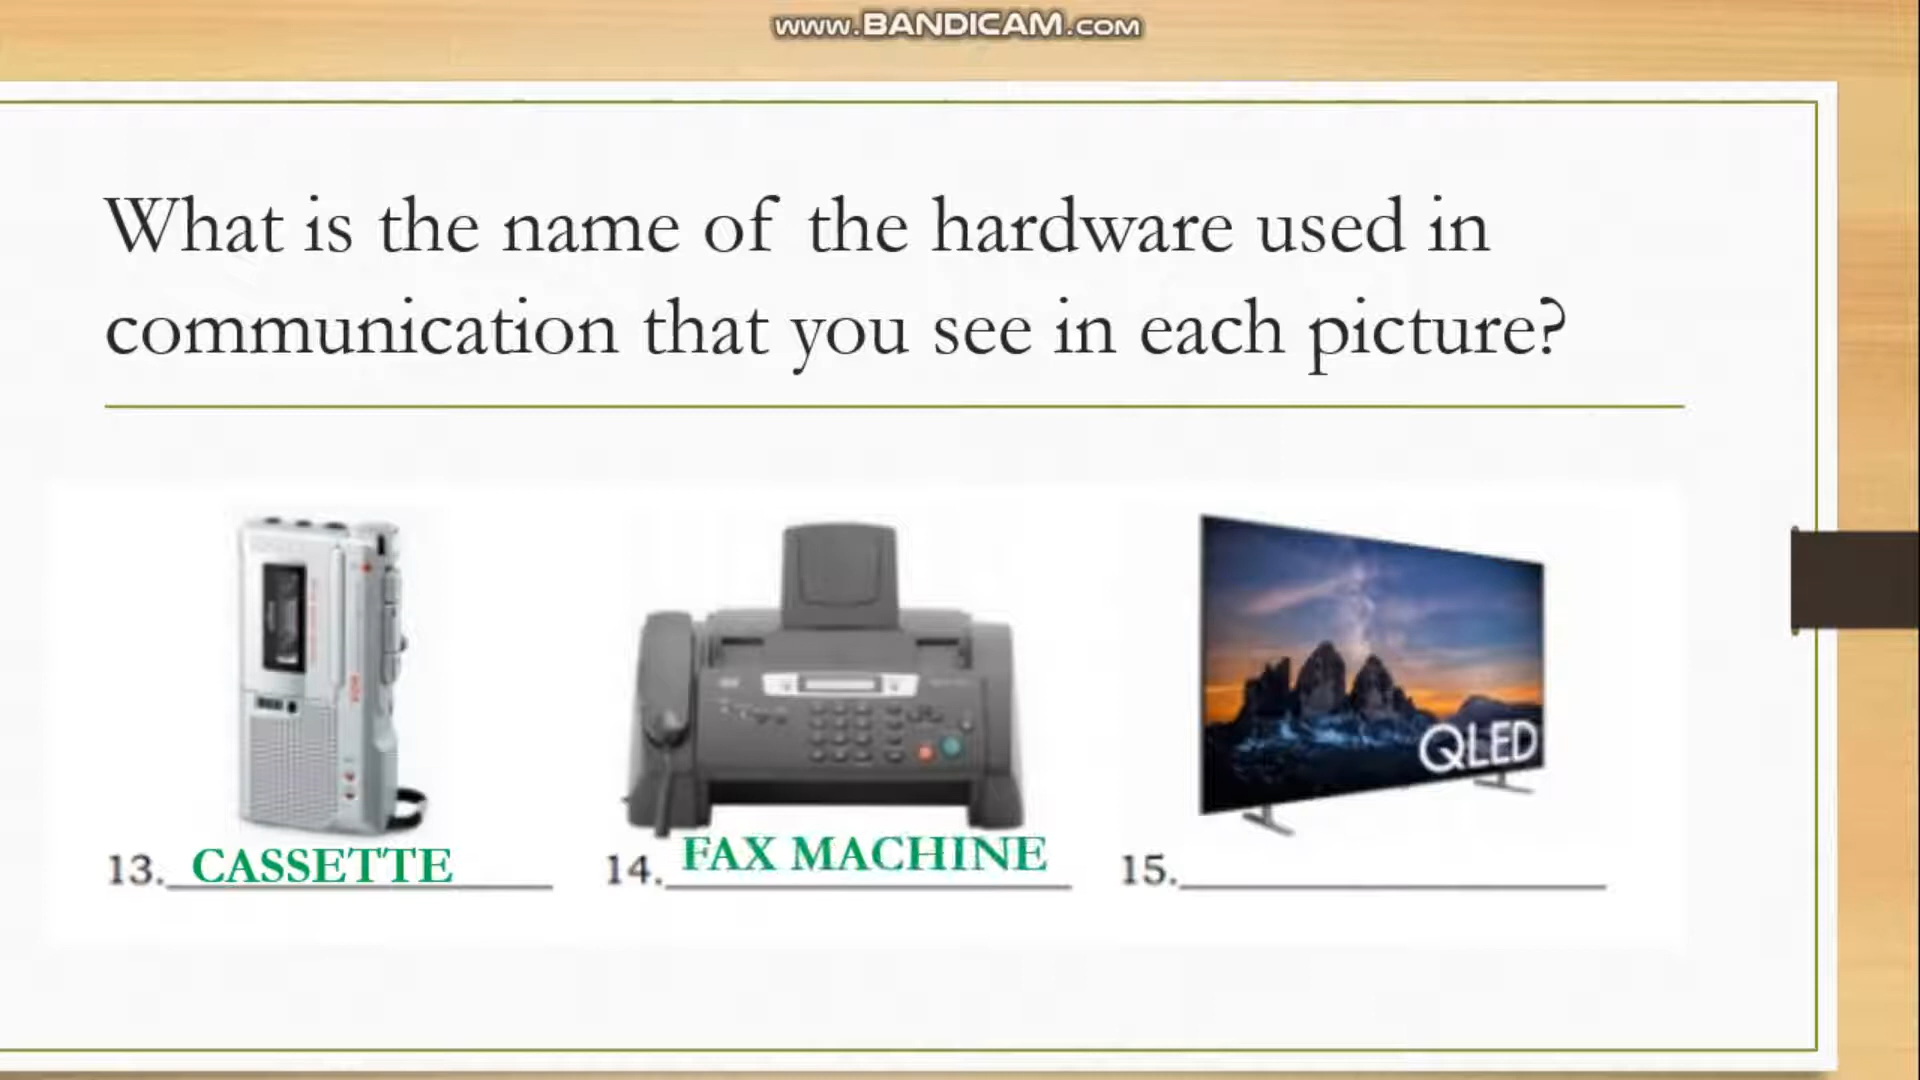 www.BANDICAM.com
What is the name of the hardware used in
communication that you see in each picture?
QLED
13. CASSETTE
14. FAX MACHINE
15.